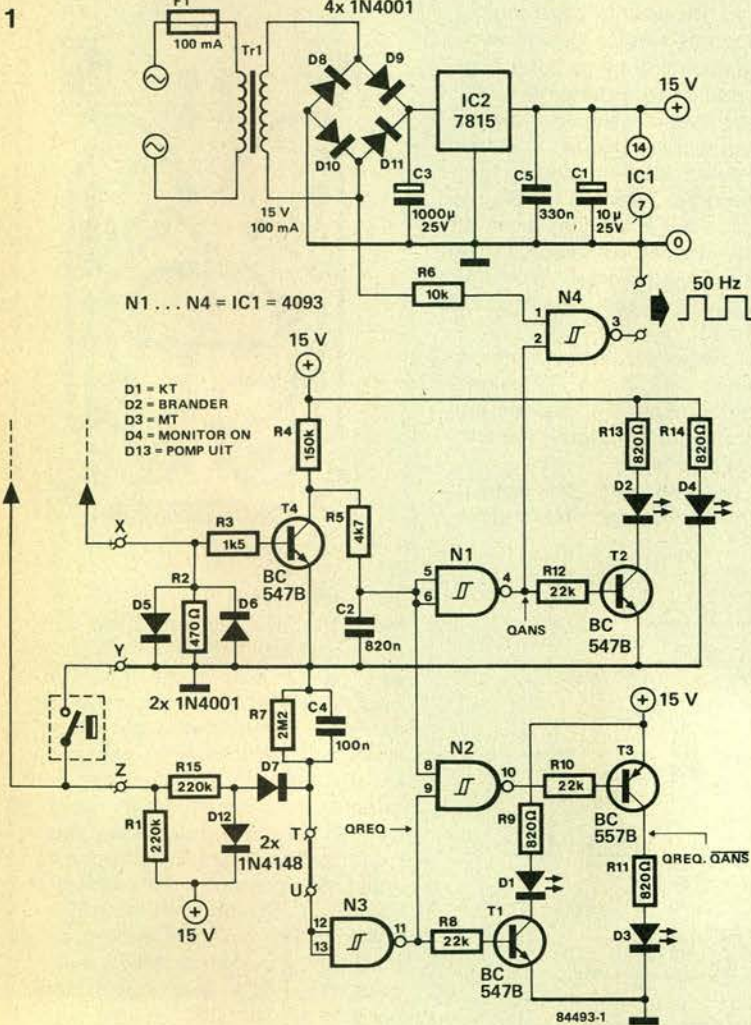 1
F1
100 mA
Tr1
15 V
100 mA
4x 1N4001
D8
D9
D10
D11
C3
1000µ
25V
IC2
7815
C5
330n
C1
10µ
25V
15 V
+
14
IC1
7
0
R6
10k
N4
1
2
3
50 Hz
N1 . . . N4 = IC1 = 4093
15 V
+
D1 = KT
D2 = BRANDER
D3 = MT
D4 = MONITOR ON
D13 = POMP UIT
R4
150k
R13
820Ω
R14
820Ω
D2
D4
X
R3
1k5
T4
BC
547B
R5
4k7
N1
5
6
4
R12
22k
T2
BC
547B
QANS
D5
R2
470Ω
D6
C2
820n
Y
2x 1N4001
R7
2M2
C4
100n
15 V
+
Z
R15
220k
D7
R1
220k
D12
2x
1N4148
15 V
+
T
U
QREQ
N2
8
9
10
R10
22k
T3
BC
557B
R9
820Ω
D1
QREQ. Q̅A̅N̅S̅
R11
820Ω
D3
N3
12
13
11
R8
22k
T1
BC
547B
84493-1